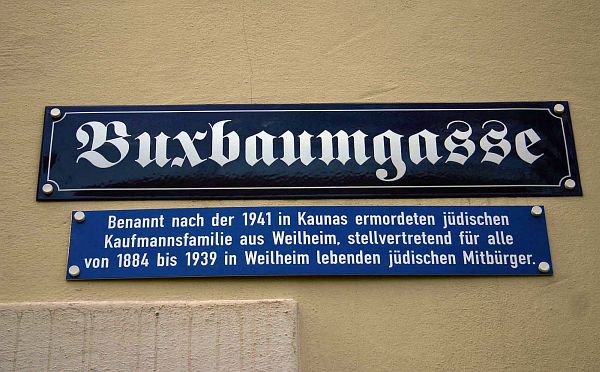 Buxbaumgasse
Benannt nach der 1941 in Kaunas ermordeten jüdischen
Kaufmannsfamilie aus Weilheim, stellvertretend für alle
von 1884 bis 1939 in Weilheim lebenden jüdischen Mitbürger.